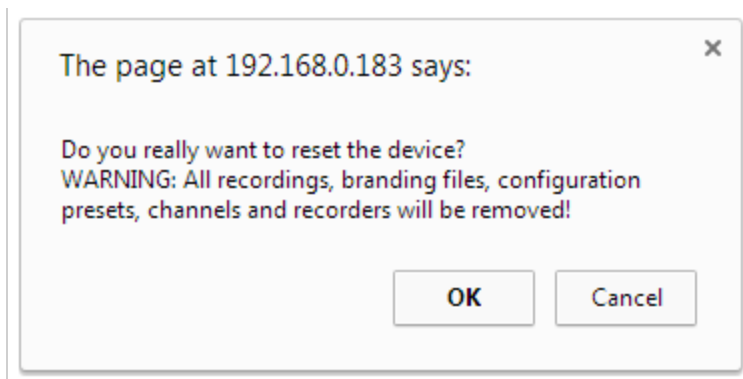 The page at 192.168.0.183 says:
Do you really want to reset the device?
WARNING: All recordings, branding files, configuration
presets, channels and recorders will be removed!
OK Cancel